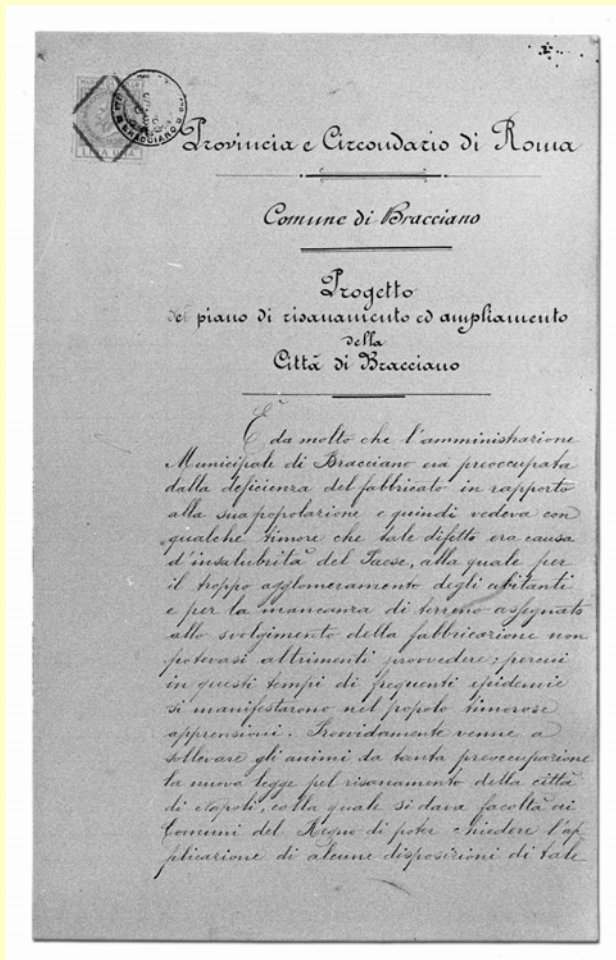 LIRA UNA
BRACCIANO
Provincia e Circondario di Roma
Comune di Bracciano
Progetto
del piano di risanamento ed ampliamento
della
Città di Bracciano
È da molto che l'amministrazione
Municipale di Bracciano era preoccupata
dalla deficienza del fabbricato in rapporto
alla sua popolazione e quindi vedeva con
qualche timore che tale difetto era causa
d'insalubrità del Paese, alla quale per
il troppo agglomeramento degli abitanti
e per la mancanza di terreno assegnato
allo svolgimento della fabbricazione non
potevasi altrimenti provvedere; percui
in questi tempi di frequenti epidemie
si manifestarono nel popolo timorose
apprensioni. Provvidamente venne a
sollevare gli animi da tanta preoccupazione
la nuova legge pel risanamento della città
di Napoli, colla quale si dava facoltà ai
Comuni del Regno di poter chiedere l'ap
plicazione di alcune disposizioni di tale